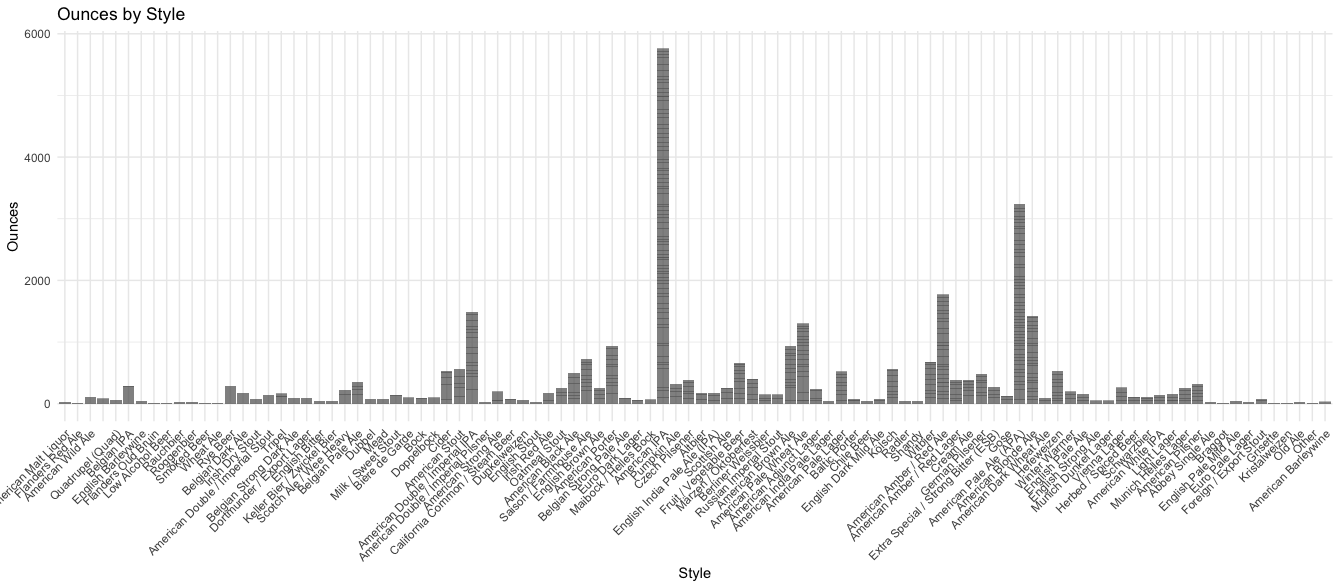 Ounces by Style
6000
4000
2000
0
Ounces
American Wild Ale
Quadrupel (Quad)
Belgian IPA
English Barleywine
Flanders Oud Bruin
Low Alcohol Beer
Rauchbier
Roggenbier
Smoked Beer
Wheat Ale
Rye Beer
Belgian Dark Ale
Irish Dry Stout
American Double / Imperial Stout
Tripel
Belgian Strong Dark Ale
Dortmunder / Export Lager
English Bitter
Keller Bier / Zwickel Bier
Scotch Ale / Wee Heavy
Belgian Pale Ale
Dubbel
Mead
Milk / Sweet Stout
Bière de Garde
Bock
Doppelbock
Cider
American Stout
American Double / Imperial IPA
American Double / Imperial Pilsner
American Strong Ale
California Common / Steam Beer
Dunkelweizen
English Stout
Irish Red Ale
Oatmeal Stout
American Black Ale
Saison / Farmhouse Ale
English Brown Ale
American Porter
Belgian Strong Pale Ale
Euro Dark Lager
Maibock / Helles Bock
American IPA
Pumpkin Ale
Czech Pilsener
Altbier
English India Pale Ale (IPA)
Scottish Ale
Fruit / Vegetable Beer
Märzen / Oktoberfest
Berliner Weissbier
Russian Imperial Stout
Witbier
American Brown Ale
American Pale Wheat Ale
American Light Lager
American India Pale Lager
American Pale Lager
Baltic Porter
Chile Beer
English Dark Mild Ale
Kölsch
Radler
Shandy
Winter Warmer
American Amber / Red Ale
American Amber / Red Lager
Cream Ale
German Pilsener
Extra Special / Strong Bitter (ESB)
Gose
American Pale Ale (APA)
American Blonde Ale
Hefeweizen
English Strong Ale
Munich Dunkel Lager
Vienna Lager
Herbed / Spiced Beer
Schwarzbier
American White IPA
Light Lager
Munich Helles Lager
American Pilsner
Abbey Single Ale
Braggot
English Pale Mild Ale
Euro Pale Lager
Foreign / Export Stout
Grisette
Kristalweizen
Old Ale
Other
American Barleywine
Style